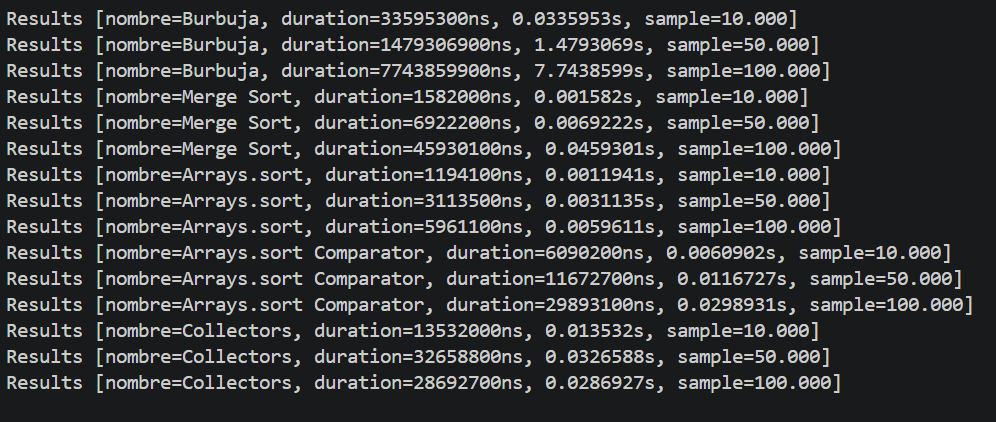 Results [nombre=Burbuja, duration=33595300ns, 0.0335953s, sample=10.000]
Results [nombre=Burbuja, duration=1479306900ns, 1.4793069s, sample=50.000]
Results [nombre=Burbuja, duration=7743859900ns, 7.7438599s, sample=100.000]
Results [nombre=Merge Sort, duration=1582000ns, 0.001582s, sample=10.000]
Results [nombre=Merge Sort, duration=6922200ns, 0.0069222s, sample=50.000]
Results [nombre=Merge Sort, duration=45930100ns, 0.0459301s, sample=100.000]
Results [nombre=Arrays.sort, duration=1194100ns, 0.0011941s, sample=10.000]
Results [nombre=Arrays.sort, duration=3113500ns, 0.0031135s, sample=50.000]
Results [nombre=Arrays.sort, duration=5961100ns, 0.0059611s, sample=100.000]
Results [nombre=Arrays.sort Comparator, duration=6090200ns, 0.0060902s, sample=10.000]
Results [nombre=Arrays.sort Comparator, duration=11672700ns, 0.0116727s, sample=50.000]
Results [nombre=Arrays.sort Comparator, duration=29893100ns, 0.0298931s, sample=100.000]
Results [nombre=Collectors, duration=13532000ns, 0.013532s, sample=10.000]
Results [nombre=Collectors, duration=32658800ns, 0.0326588s, sample=50.000]
Results [nombre=Collectors, duration=28692700ns, 0.0286927s, sample=100.000]